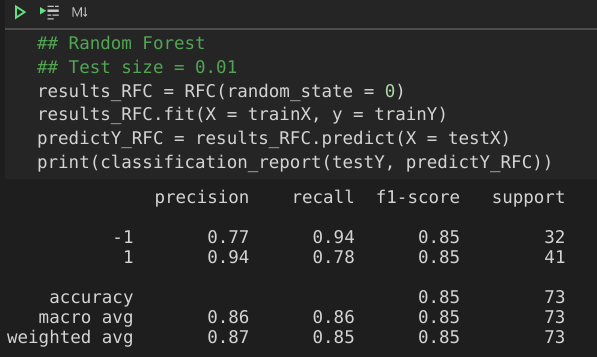 M↓
## Random Forest
## Test size = 0.01
results_RFC = RFC(random_state = 0)
results_RFC.fit(X = trainX, y = trainY)
predictY_RFC = results_RFC.predict(X = testX)
print(classification_report(testY, predictY_RFC))
precision recall f1-score support
-1 0.77 0.94 0.85 32
1 0.94 0.78 0.85 41
accuracy 0.85 73
macro avg 0.86 0.86 0.85 73
weighted avg 0.87 0.85 0.85 73